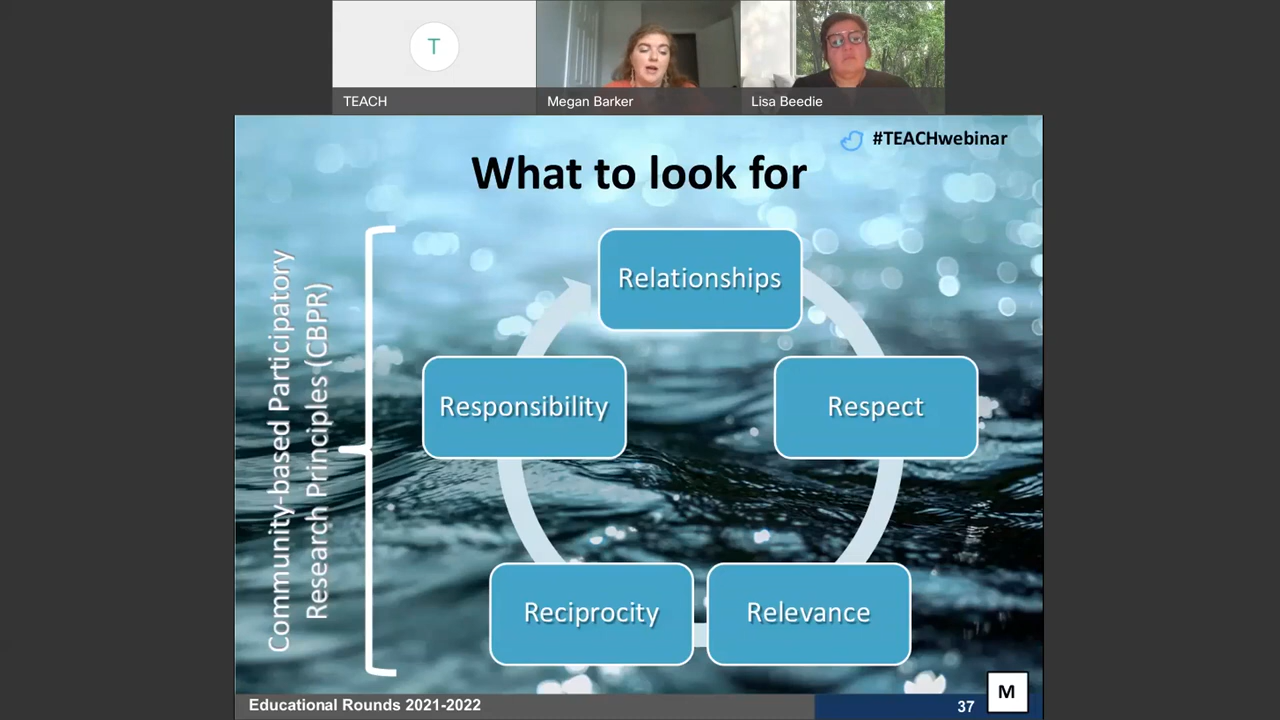 T
TEACH
Megan Barker
Lisa Beedie
#TEACHwebinar
What to look for
Community-based Participatory
Research Principles (CBPR)
Relationships
Respect
Relevance
Reciprocity
Responsibility
Educational Rounds 2021-2022
37
M